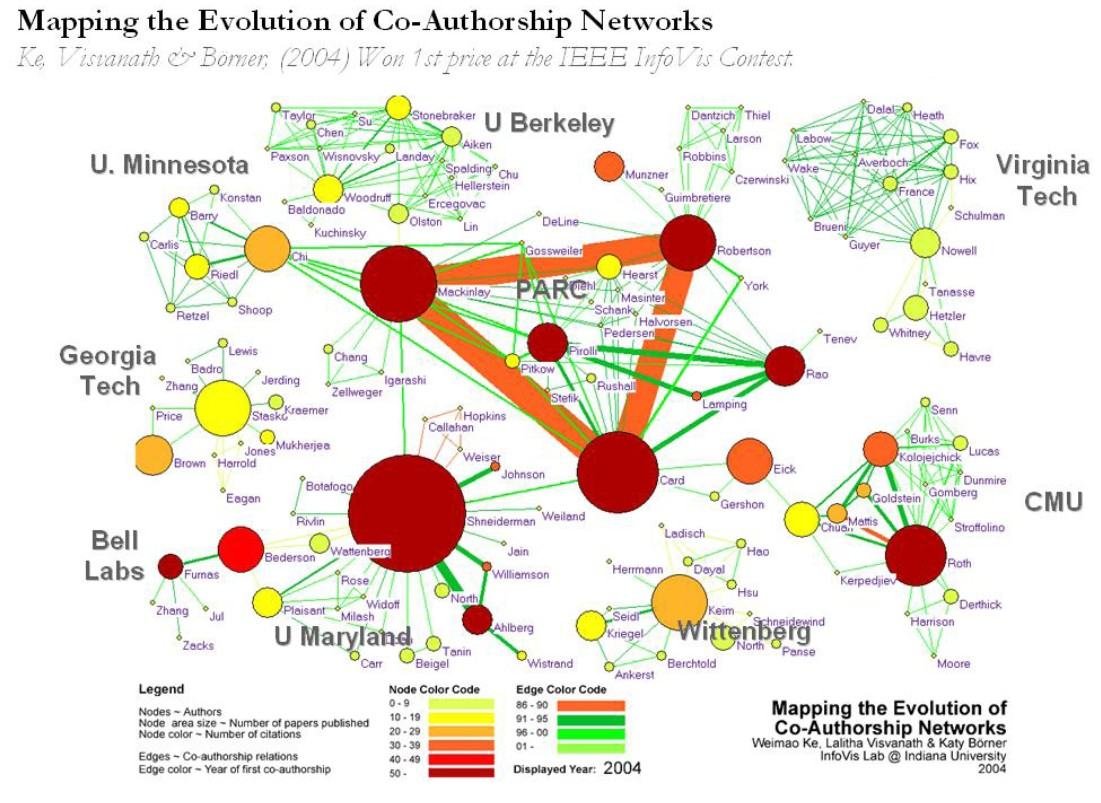 Mapping the Evolution of Co-Authorship Networks
Ke, Visvanath & Börner, (2004) Won 1st price at the IEEE InfoVis Contest.
U Berkeley
U. Minnesota
Virginia
Tech
PARC
Georgia
Tech
CMU
Bell
Labs
U Maryland
Wittenberg
Taylor
Su
Chen
Stonebraker
Aiken
Paxson
Wisnovsky
Landay
Spalding
Chu
Hellerstein
Woodruff
Ercegovac
Baldonado
Olston
Lin
Kuchinsky
Dantzich
Thiel
Larson
Robbins
Czerwinski
Munzner
Guimbretiere
Robertson
Dalal
Heath
Labow
Fox
Averboch
Wake
Hix
France
Schulman
Bruen
Guyer
Nowell
Tanasse
Hetzler
Whitney
Havre
Konstan
Barry
Carlis
Chi
Riedl
Shoop
Retzel
DeLine
Gossweiler
Mackinlay
Hearst
Masinter
Schank
Halvorsen
Pedersen
York
Pirolli
Pitkow
Rushall
Stefik
Tenev
Rao
Lamping
Chang
Igarashi
Zellweger
Lewis
Badro
Zhang
Jerding
Price
Stasko
Kraemer
Mukherjea
Jones
Brown
Harrold
Eagan
Hopkins
Callahan
Weiser
Johnson
Card
Eick
Gershon
Botafogo
Rivlin
Shneiderman
Weiland
Wattenberg
Jain
Bederson
Furnas
Williamson
Rose
North
Plaisant
Widoff
Milash
Ahlberg
Zhang
Jul
Zacks
Tanin
Carr
Beigel
Wistrand
Senn
Burks
Lucas
Kolojejchick
Dunmire
Goldstein
Gomberg
Chuah
Mattis
Stroffolino
Roth
Kerpedjiev
Derthick
Harrison
Moore
Ladisch
Hao
Herrmann
Dayal
Hsu
Keim
Seidl
Schneidewind
Kriegel
North
Panse
Berchtold
Ankerst
Legend
Nodes ~ Authors
Node area size ~ Number of papers published
Node color ~ Number of citations
Edges ~ Co-authorship relations
Edge color ~ Year of first co-authorship
Node Color Code
0 - 9
10 - 19
20 - 29
30 - 39
40 - 49
50 -
Edge Color Code
86 - 90
91 - 95
96 - 00
01 -
Displayed Year: 2004
Mapping the Evolution of
Co-Authorship Networks
Weimao Ke, Lalitha Visvanath & Katy Börner
InfoVis Lab @ Indiana University
2004